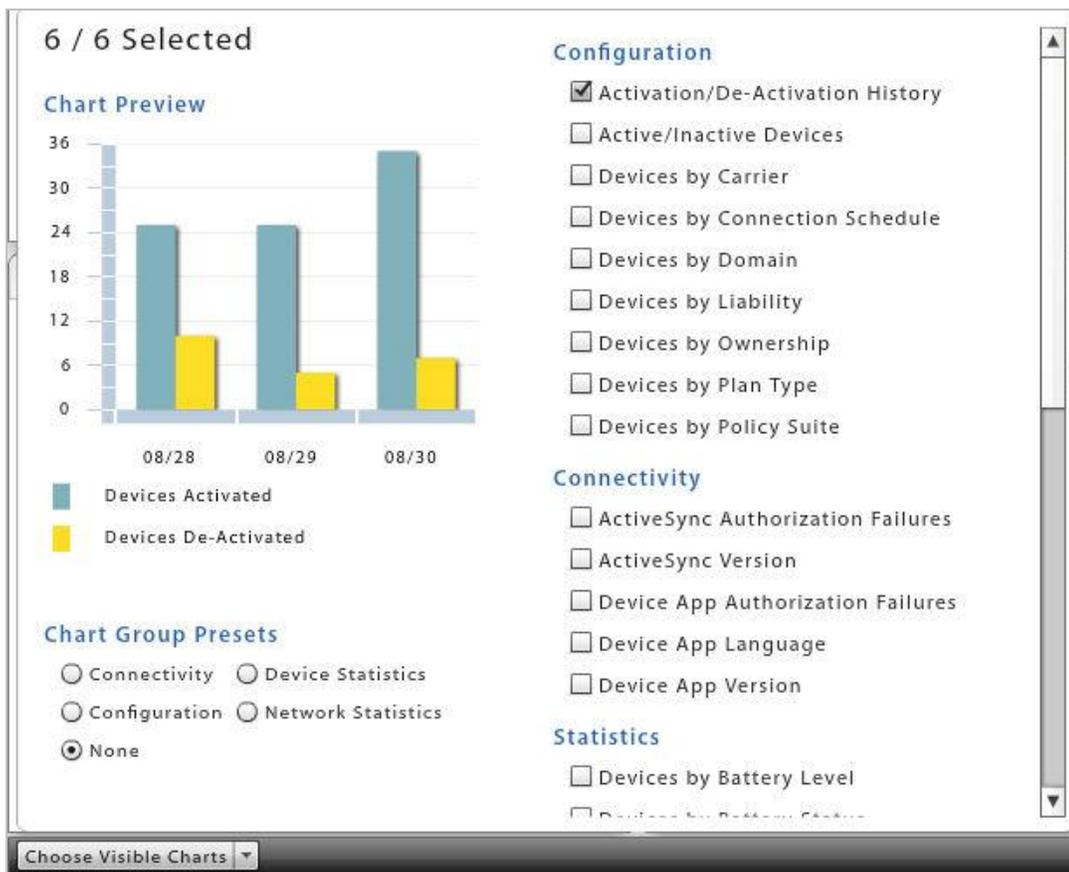 6 / 6 Selected
Chart Preview
36
30
24
18
12
6
0
08/28 08/29 08/30
Devices Activated
Devices De-Activated
Chart Group Presets
Connectivity Device Statistics
Configuration Network Statistics
None
Configuration
Activation/De-Activation History
Active/Inactive Devices
Devices by Carrier
Devices by Connection Schedule
Devices by Domain
Devices by Liability
Devices by Ownership
Devices by Plan Type
Devices by Policy Suite
Connectivity
ActiveSync Authorization Failures
ActiveSync Version
Device App Authorization Failures
Device App Language
Device App Version
Statistics
Devices by Battery Level
Devices by Battery Status
Choose Visible Charts